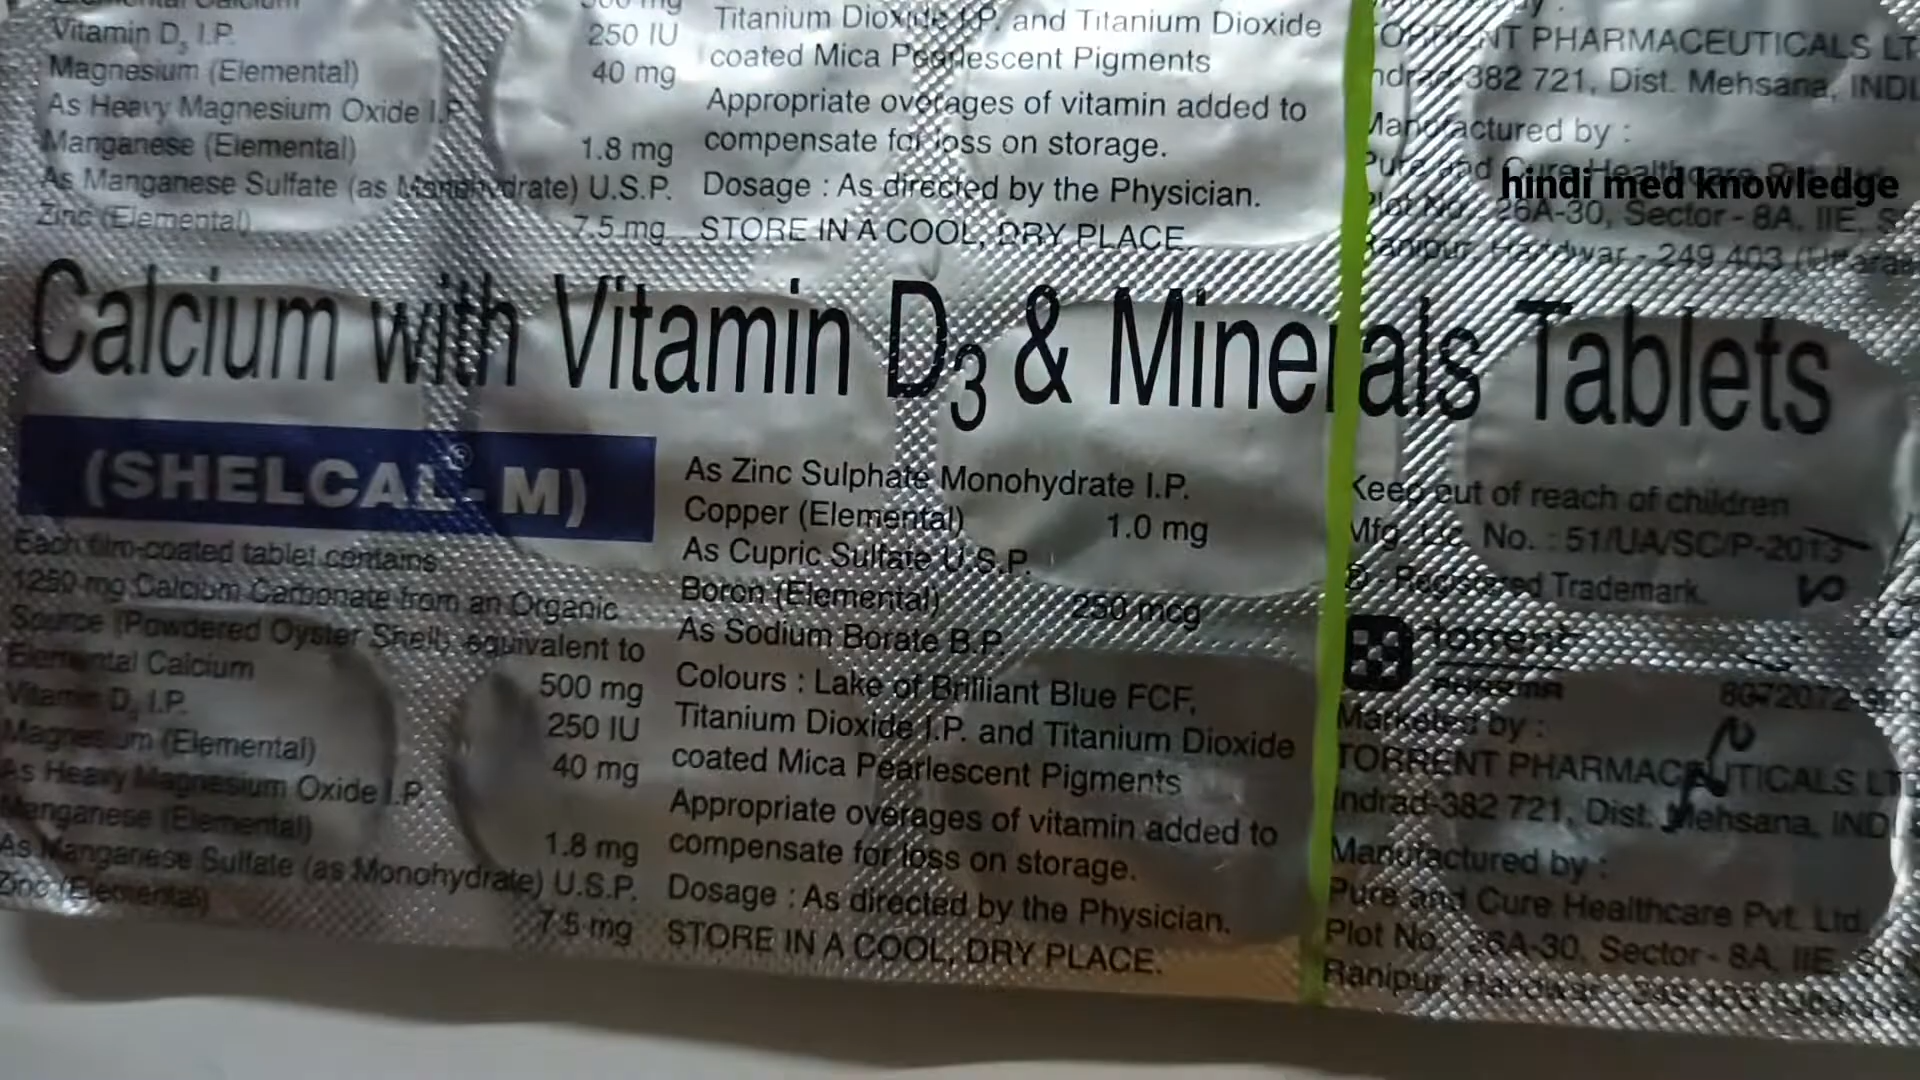 Vitamin D3 I.P.
250 IU
Magnesium (Elemental)
40 mg
As Heavy Magnesium Oxide I.P.
Manganese (Elemental)
1.8 mg
As Manganese Sulfate (as Monohydrate) U.S.P.
Zinc (Elemental)
7.5 mg
Titanium Dioxide I.P. and Titanium Dioxide
coated Mica Pearlescent Pigments
Appropriate overages of vitamin added to
compensate for loss on storage.
Dosage : As directed by the Physician.
STORE IN A COOL, DRY PLACE.
TORRENT PHARMACEUTICALS LT
Indrad-382 721, Dist. Mehsana, INDI
Manufactured by :
Pure and Cure Healthcare
hindi med knowledge
Plot No. 26A-30, Sector - 8A, IIE, S
Ranipur, Haridwar - 249 403
Calcium with Vitamin D3 & Minerals Tablets
(SHELCAL®- M)
Each film-coated tablet contains
1250 mg Calcium Carbonate from an Organic
Source (Powdered Oyster Shell) equivalent to
Elemental Calcium
500 mg
Vitamin D3 I.P.
250 IU
Magnesium (Elemental)
40 mg
As Heavy Magnesium Oxide I.P.
Manganese (Elemental)
1.8 mg
As Manganese Sulfate (as Monohydrate) U.S.P.
Zinc (Elemental)
7.5 mg
As Zinc Sulphate Monohydrate I.P.
Copper (Elemental) 1.0 mg
As Cupric Sulfate U.S.P.
Boron (Elemental) 250 mcg
As Sodium Borate B.P.
Colours : Lake of Brilliant Blue FCF,
Titanium Dioxide I.P. and Titanium Dioxide
coated Mica Pearlescent Pigments
Appropriate overages of vitamin added to
compensate for loss on storage.
Dosage : As directed by the Physician.
STORE IN A COOL, DRY PLACE.
Keep out of reach of children
Mfg. Lic. No. : 51/UA/SC/P-2013
® - Registered Trademark.
torrent
PHARMA
8072072
Marketed by :
TORRENT PHARMACEUTICALS LT
Indrad-382 721, Dist. Mehsana, INDI
Manufactured by :
Pure and Cure Healthcare Pvt. Ltd.
Plot No. 26A-30, Sector - 8A, IIE,
Ranipur, Haridwar - 249 403